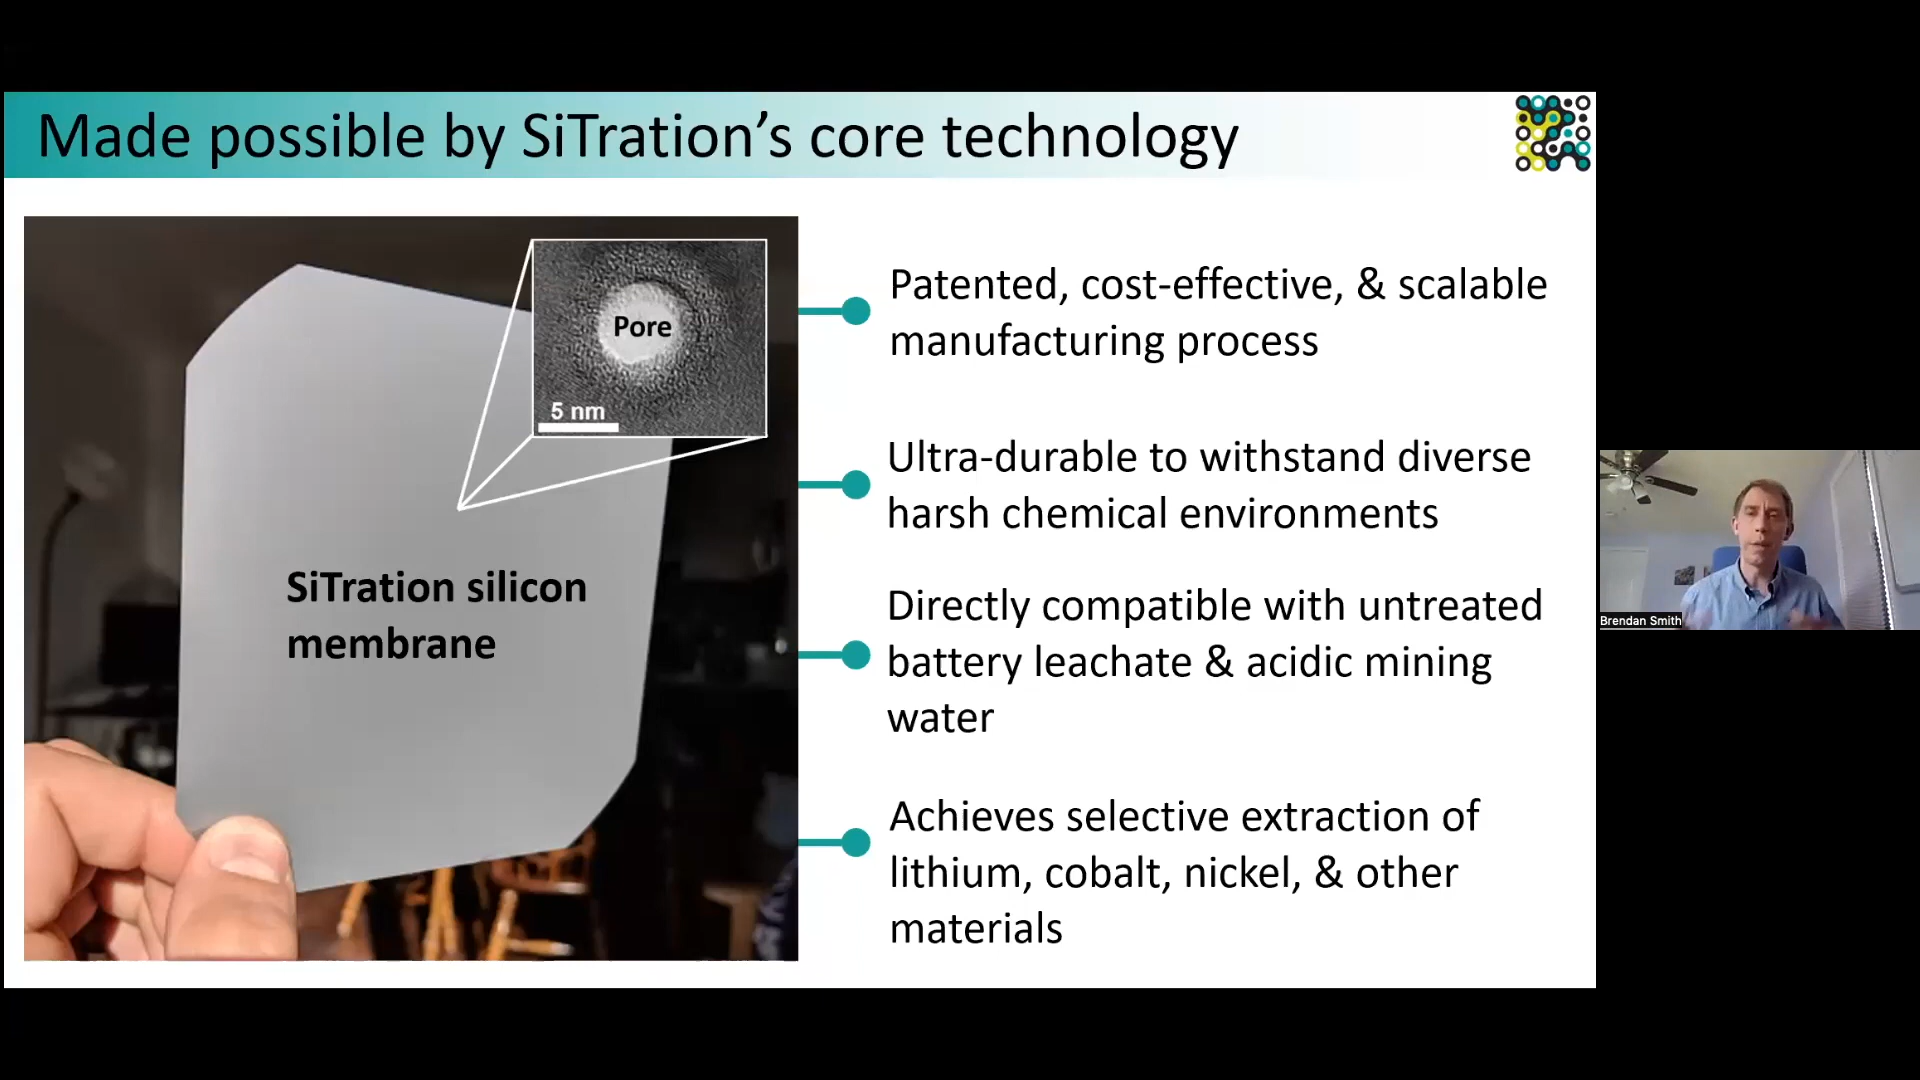 Made possible by SiTration’s core technology
Pore
5 nm
SiTration silicon
membrane
Patented, cost-effective, & scalable
manufacturing process
Ultra-durable to withstand diverse
harsh chemical environments
Directly compatible with untreated
battery leachate & acidic mining
water
Achieves selective extraction of
lithium, cobalt, nickel, & other
materials
Brendan Smith